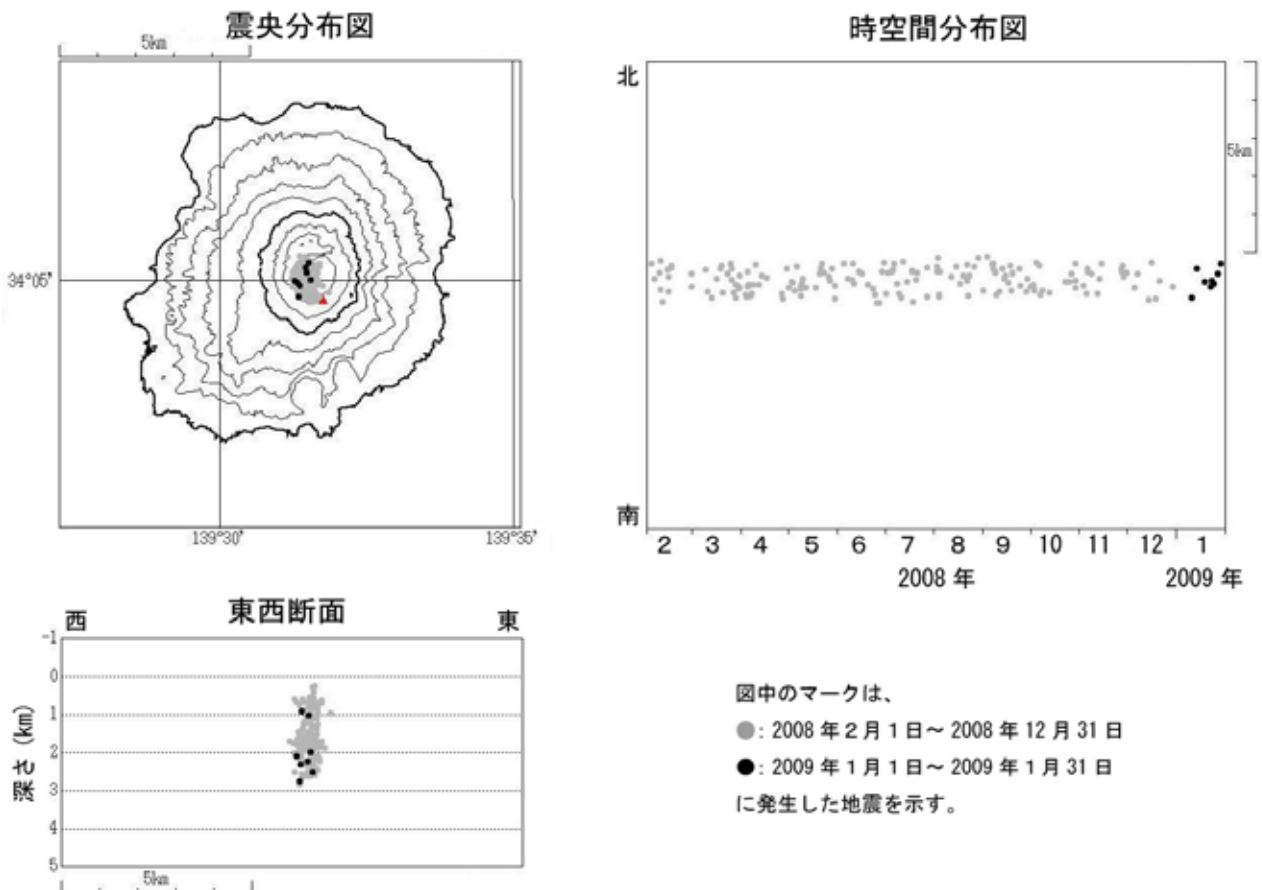 震央分布図
5km
34°05'
139°30'
139°35'
時空間分布図
北
南
5km
2 3 4 5 6 7 8 9 10 11 12 1
2008 年
2009 年
東西断面
西
東
深さ (km)
-1
0
1
2
3
4
5
5km
図中のマークは、
●: 2008 年 2 月 1 日～ 2008 年 12 月 31 日
●: 2009 年 1 月 1 日～ 2009 年 1 月 31 日
に発生した地震を示す。